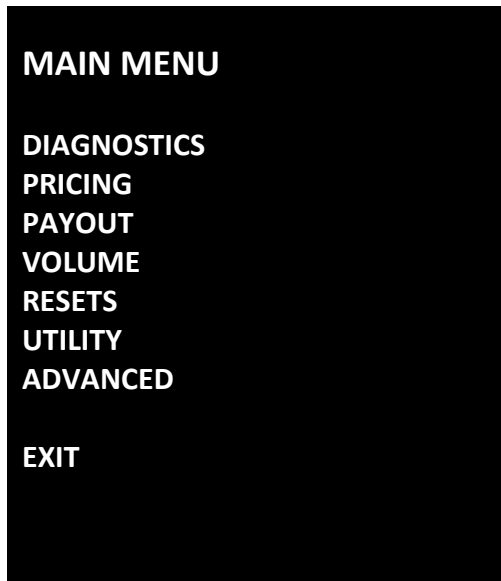 MAIN MENU
DIAGNOSTICS
PRICING
PAYOUT
VOLUME
RESETS
UTILITY
ADVANCED
EXIT